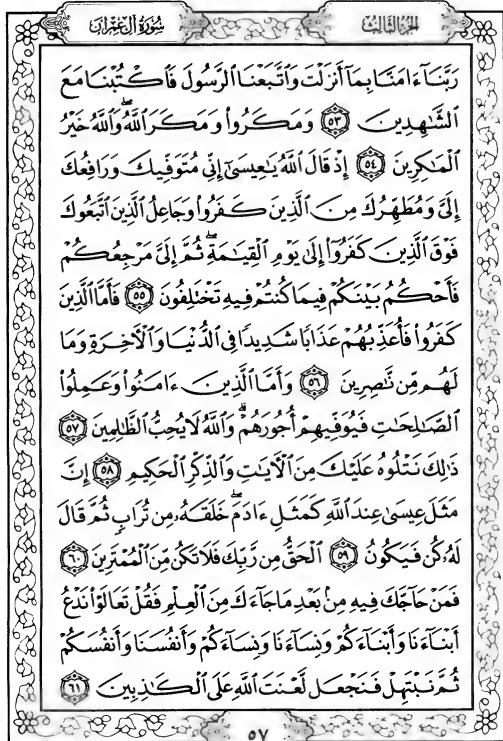 الجزء الثالث
سورة آل عمران
رَبَّنَآ ءَامَنَّا بِمَآ أَنزَلْتَ وَٱتَّبَعْنَا ٱلرَّسُولَ فَٱكْتُبْنَا مَعَ
ٱلشَّٰهِدِينَ ٥٣ وَمَكَرُوا۟ وَمَكَرَ ٱللَّهُۖ وَٱللَّهُ خَيْرُ
ٱلْمَٰكِرِينَ ٥٤ إِذْ قَالَ ٱللَّهُ يَٰعِيسَىٰٓ إِنِّى مُتَوَفِّيكَ وَرَافِعُكَ
إِلَىَّ وَمُطَهِّرُكَ مِنَ ٱلَّذِينَ كَفَرُوا۟ وَجَاعِلُ ٱلَّذِينَ ٱتَّبَعُوكَ
فَوْقَ ٱلَّذِينَ كَفَرُوٓا۟ إِلَىٰ يَوْمِ ٱلْقِيَٰمَةِۖ ثُمَّ إِلَىَّ مَرْجِعُكُمْ
فَأَحْكُمُ بَيْنَكُمْ فِيمَا كُنتُمْ فِيهِ تَخْتَلِفُونَ ٥٥ فَأَمَّا ٱلَّذِينَ
كَفَرُوا۟ فَأُعَذِّبُهُمْ عَذَابًا شَدِيدًا فِى ٱلدُّنْيَا وَٱلْءَاخِرَةِ وَمَا
لَهُم مِّن نَّٰصِرِينَ ٥٦ وَأَمَّا ٱلَّذِينَ ءَامَنُوا۟ وَعَمِلُوا۟
ٱلصَّٰلِحَٰتِ فَيُوَفِّيهِمْ أُجُورَهُمْۗ وَٱللَّهُ لَا يُحِبُّ ٱلظَّٰلِمِينَ ٥٧
ذَٰلِكَ نَتْلُوهُ عَلَيْكَ مِنَ ٱلْءَايَٰتِ وَٱلذِّكْرِ ٱلْحَكِيمِ ٥٨ إِنَّ
مَثَلَ عِيسَىٰ عِندَ ٱللَّهِ كَمَثَلِ ءَادَمَۖ خَلَقَهُۥ مِن تُرَابٍ ثُمَّ قَالَ
لَهُۥ كُن فَيَكُونُ ٥٩ ٱلْحَقُّ مِن رَّبِّكَ فَلَا تَكُن مِّنَ ٱلْمُمْتَرِينَ ٦٠
فَمَنْ حَآجَّكَ فِيهِ مِنۢ بَعْدِ مَا جَآءَكَ مِنَ ٱلْعِلْمِ فَقُلْ تَعَالَوْا۟ نَدْعُ
أَبْنَآءَنَا وَأَبْنَآءَكُمْ وَنِسَآءَنَا وَنِسَآءَكُمْ وَأَنفُسَنَا وَأَنفُسَكُمْ
ثُمَّ نَبْتَهِلْ فَنَجْعَل لَّعْنَتَ ٱللَّهِ عَلَى ٱلْكَٰذِبِينَ ٦١
٥٧